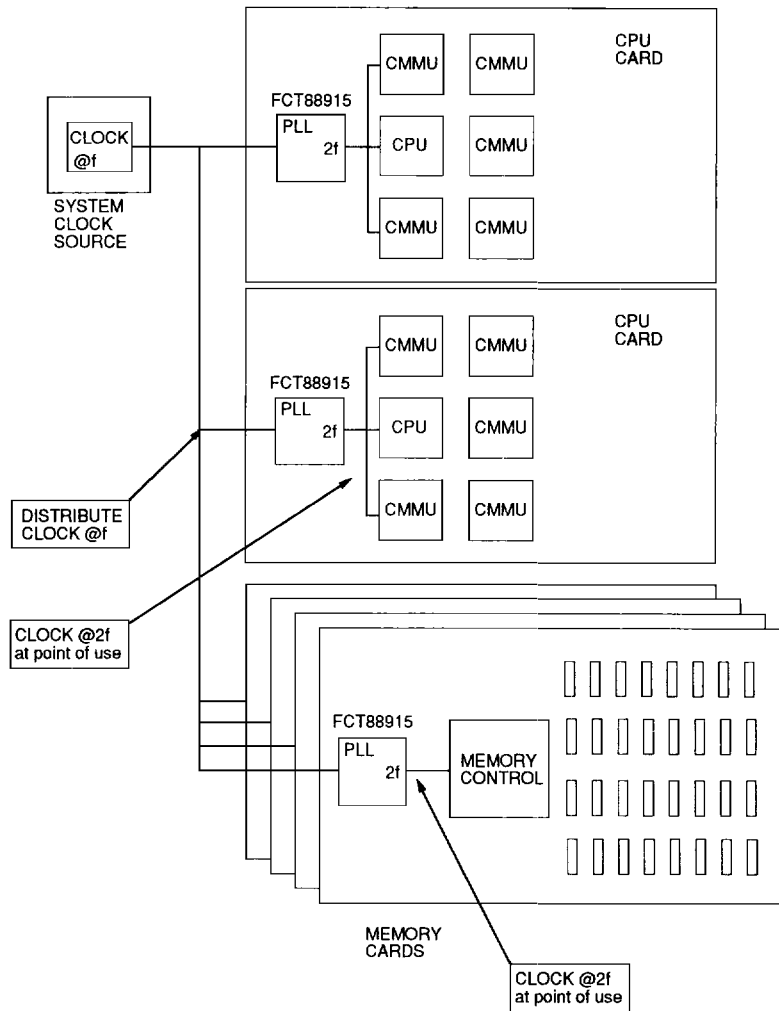 CPU
CARD
CMMU
CMMU
FCT88915
PLL
2f
CLOCK
@f
CPU
CMMU
SYSTEM
CLOCK
SOURCE
CMMU
CMMU
CPU
CARD
CMMU
CMMU
FCT88915
PLL
2f
CPU
CMMU
CMMU
CMMU
DISTRIBUTE
CLOCK @f
CLOCK @2f
at point of use
FCT88915
PLL
2f
MEMORY
CONTROL
MEMORY
CARDS
CLOCK @2f
at point of use